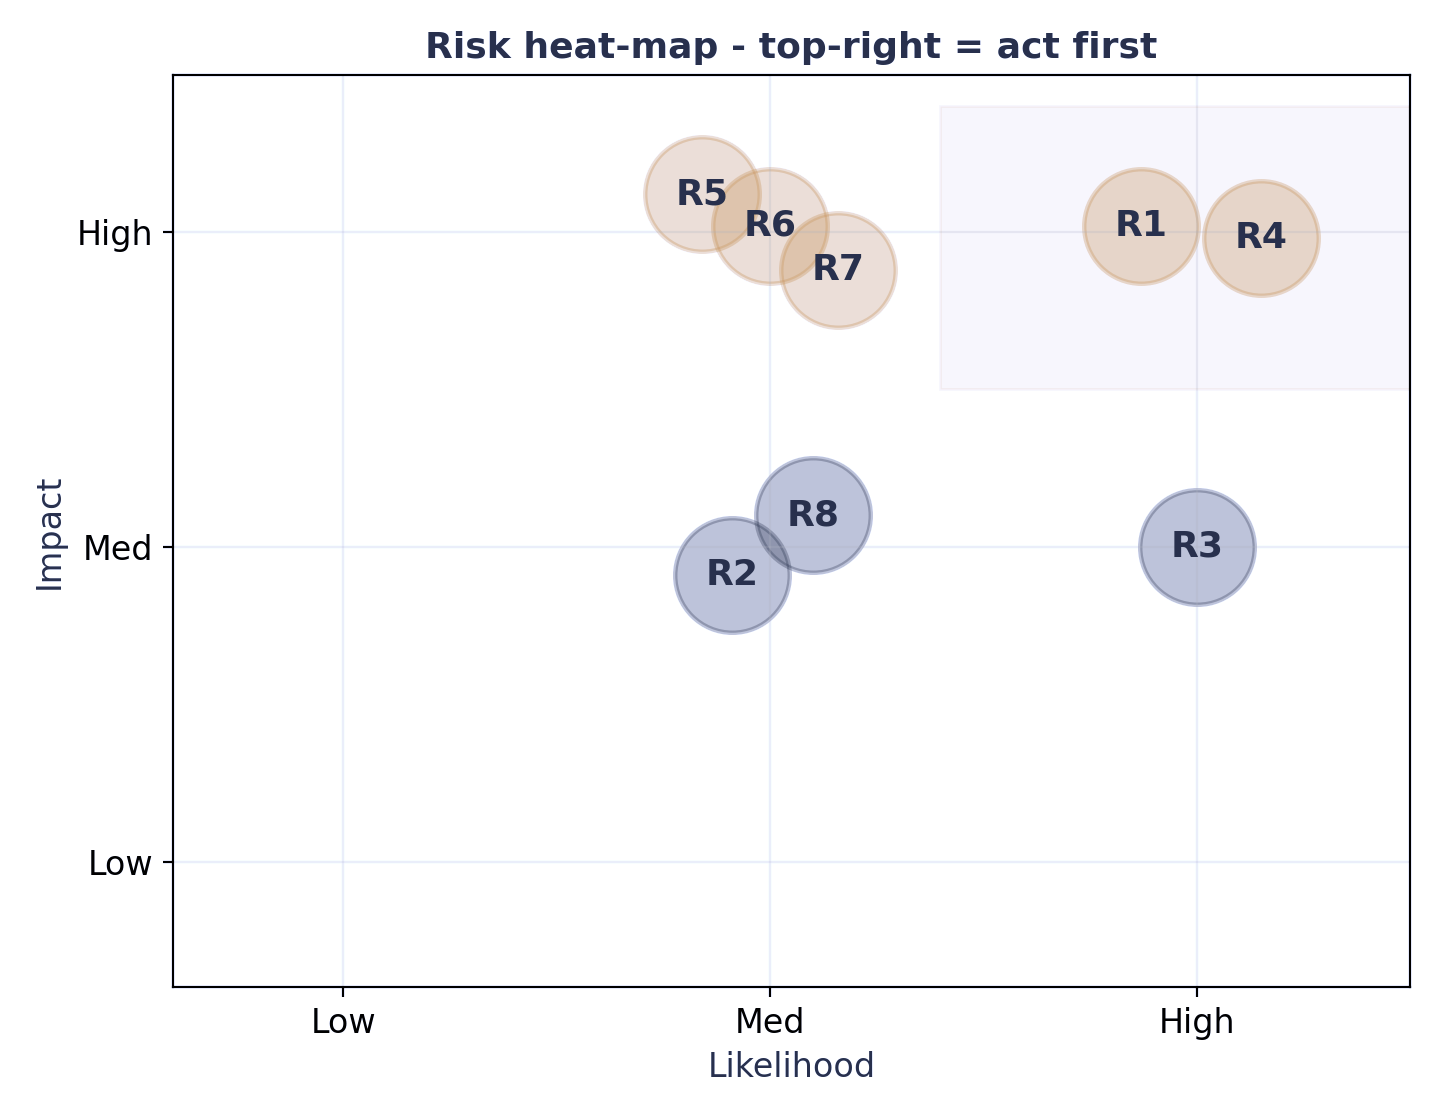 Risk heat-map - top-right = act first
R5
R6
R1
R4
High
R7
R8
R3
Impact
Med
R2
Low
Low
Med
High
Likelihood